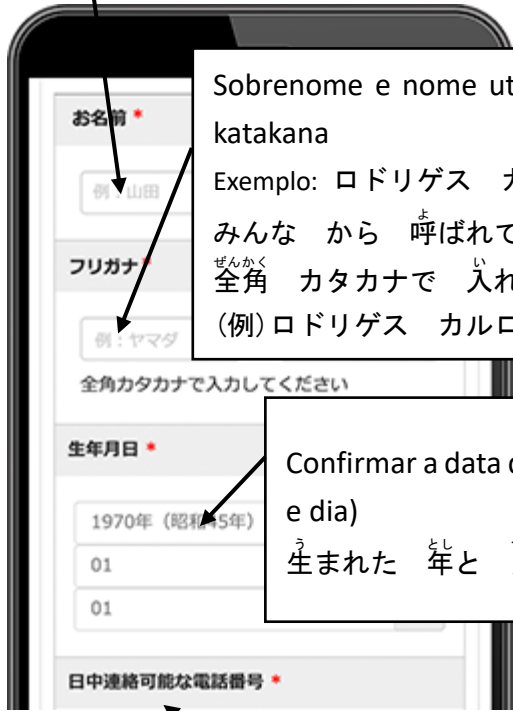 お名前 *
例：山田
Sobrenome e nome
katakana
Exemplo: ロドリゲス
みんな から 呼ばれて
全角 カタカナで 入れ
(例)ロドリゲス カルロ
フリガナ *
例：ヤマダ
全角カタカナで入力してください
生年月日 *
1970年（昭和45年）
01
01
Confirmar a data
e dia)
生まれた 年と
日中連絡可能な電話番号 *